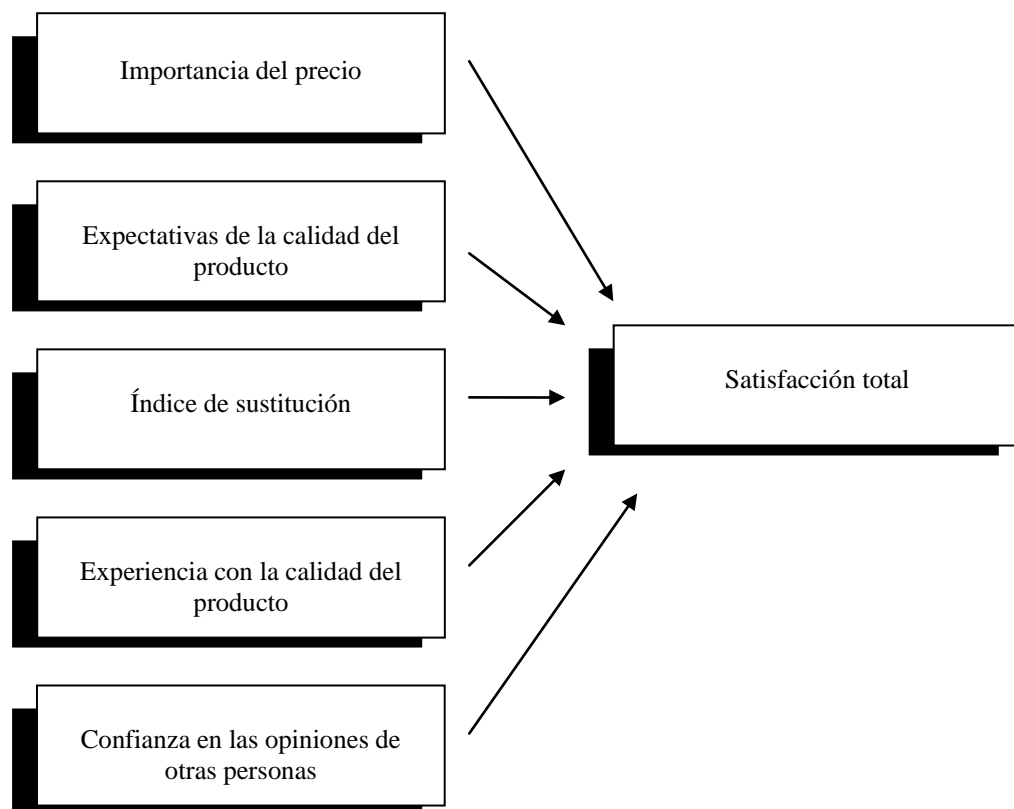 Importancia del precio
Expectativas de la calidad del
producto
Índice de sustitución
Satisfacción total
Experiencia con la calidad del
producto
Confianza en las opiniones de
otras personas